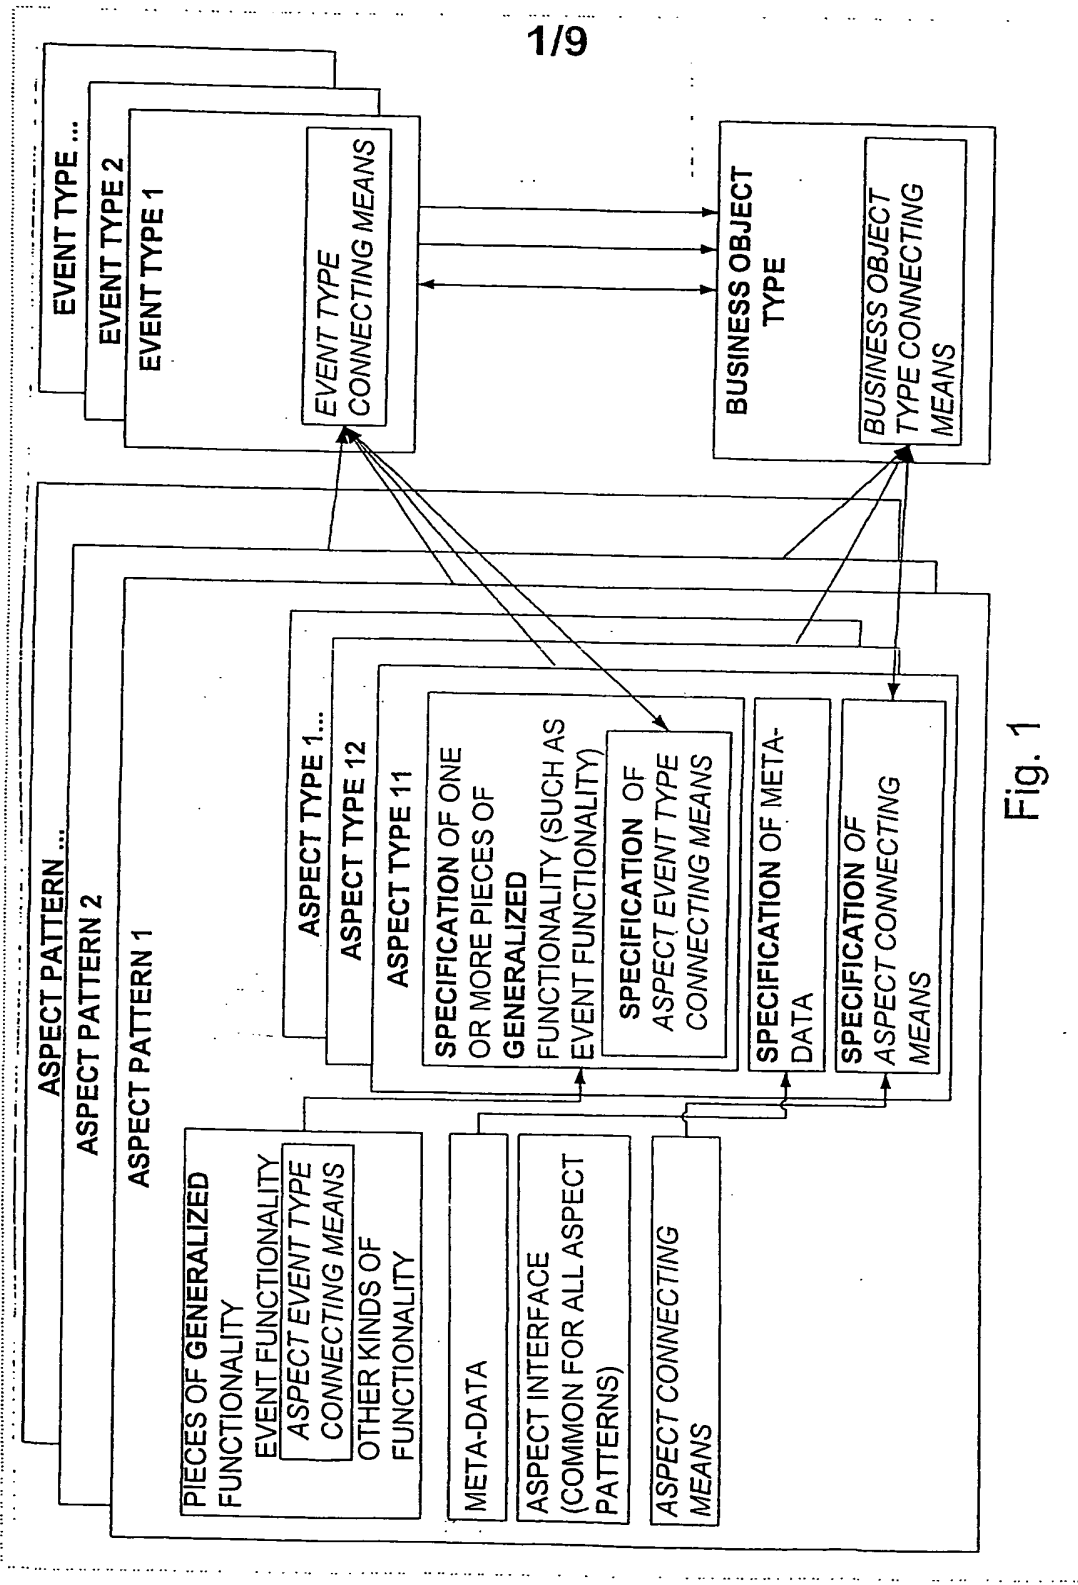 1/9
ASPECT PATTERN ...
ASPECT PATTERN 2
ASPECT PATTERN 1
PIECES OF GENERALIZED
FUNCTIONALITY
EVENT FUNCTIONALITY
ASPECT EVENT TYPE
CONNECTING MEANS
OTHER KINDS OF
FUNCTIONALITY
META-DATA
ASPECT INTERFACE
(COMMON FOR ALL ASPECT
PATTERNS)
ASPECT CONNECTING
MEANS
ASPECT TYPE 1...
ASPECT TYPE 12
ASPECT TYPE 11
SPECIFICATION OF ONE
OR MORE PIECES OF
GENERALIZED
FUNCTIONALITY (SUCH AS
EVENT FUNCTIONALITY)
SPECIFICATION OF
ASPECT EVENT TYPE
CONNECTING MEANS
SPECIFICATION OF META-
DATA
SPECIFICATION OF
ASPECT CONNECTING
MEANS
EVENT TYPE ...
EVENT TYPE 2
EVENT TYPE 1
EVENT TYPE
CONNECTING MEANS
BUSINESS OBJECT
TYPE
BUSINESS OBJECT
TYPE CONNECTING
MEANS
Fig. 1